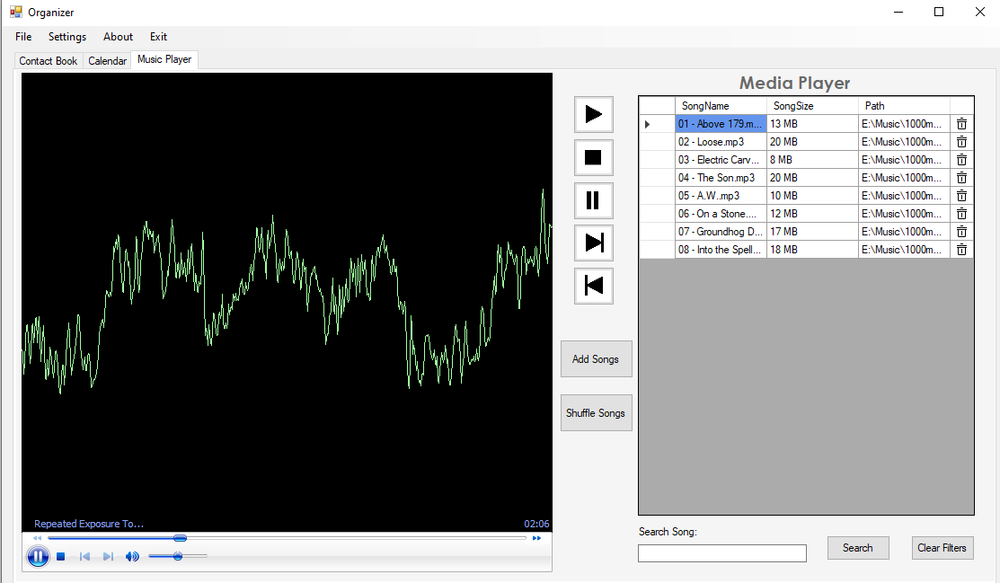 Organizer
File Settings About Exit
Contact Book Calendar Music Player
Media Player
SongName SongSize Path
01 - Above 179.m... 13 MB E:\Music\1000m...
02 - Loose.mp3 20 MB E:\Music\1000m...
03 - Electric Carv... 8 MB E:\Music\1000m...
04 - The Son.mp3 20 MB E:\Music\1000m...
05 - A.W..mp3 10 MB E:\Music\1000m...
06 - On a Stone.... 12 MB E:\Music\1000m...
07 - Groundhog D... 17 MB E:\Music\1000m...
08 - Into the Spell... 18 MB E:\Music\1000m...
Add Songs
Shuffle Songs
Repeated Exposure To... 02:06
Search Song:
Search Clear Filters